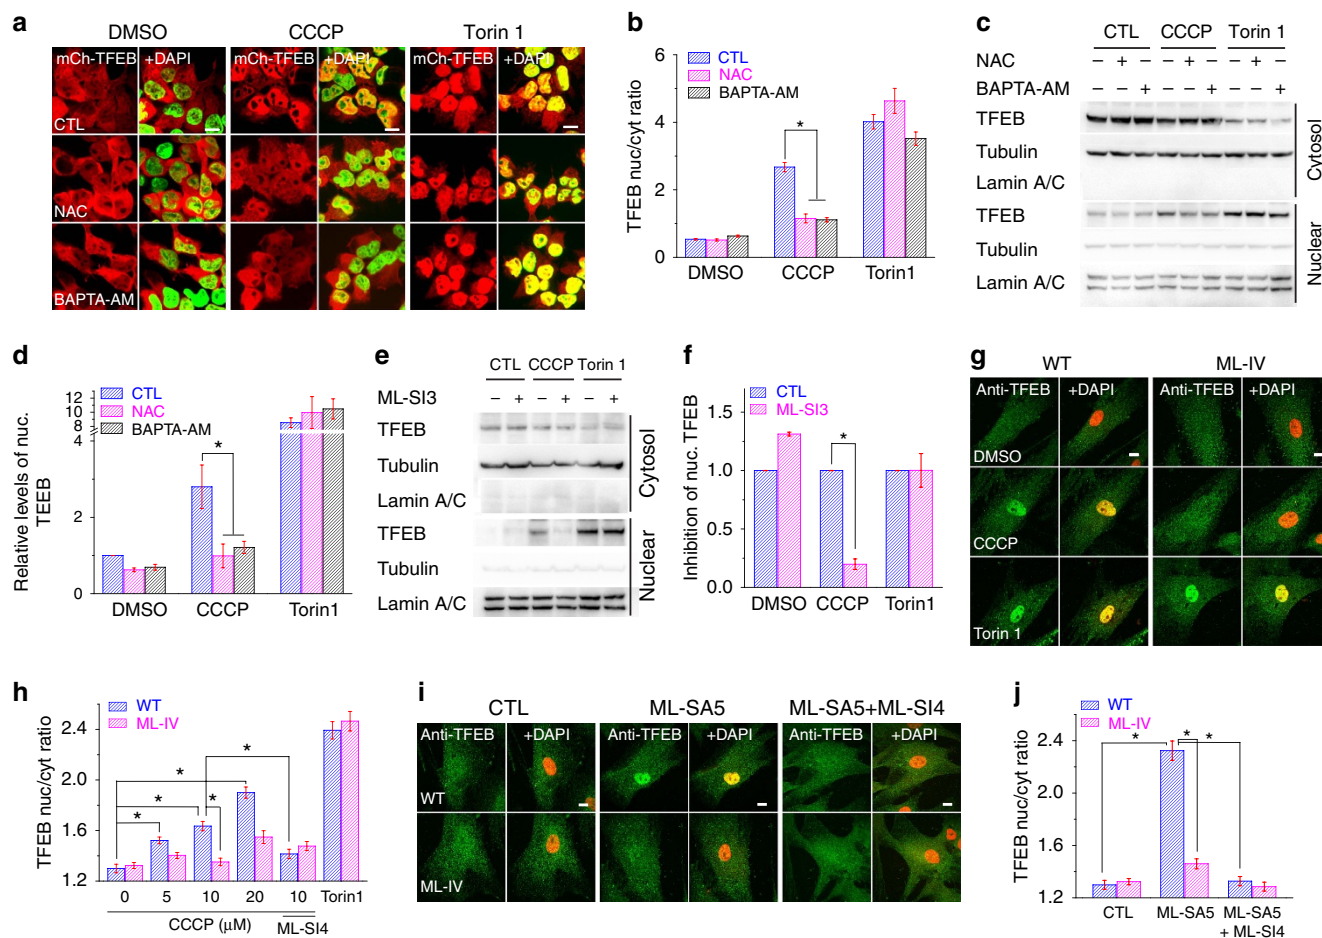 a
DMSO CCCP Torin 1
mCh-TFEB +DAPI mCh-TFEB +DAPI mCh-TFEB +DAPI
CTL
NAC
BAPTA-AM
b
TFEB nuc/cyt ratio
6
4
2
0
CTL
NAC
BAPTA-AM
*
DMSO CCCP Torin1
c
CTL CCCP Torin 1
NAC – + – – + – – + –
BAPTA-AM – – + – – + – – +
TFEB
Tubulin
Lamin A/C
Cytosol
TFEB
Tubulin
Lamin A/C
Nuclear
d
Relative levels of nuc.
TEEB
12
10
8
4
2
0
CTL
NAC
BAPTA-AM
*
DMSO CCCP Torin1
e
CTL CCCP Torin 1
ML-SI3 – + – + – +
TFEB
Tubulin
Lamin A/C
Cytosol
TFEB
Tubulin
Lamin A/C
Nuclear
f
Inhibition of nuc. TFEB
1.5
1.0
0.5
0.0
CTL
ML-SI3
*
DMSO CCCP Torin1
g
WT ML-IV
Anti-TFEB +DAPI Anti-TFEB +DAPI
DMSO
CCCP
Torin 1
h
TFEB nuc/cyt ratio
2.4
2.0
1.6
1.2
WT
ML-IV
* * * * *
0 5 10 20 10 Torin1
CCCP (μM) ML-SI4
i
CTL ML-SA5 ML-SA5+ML-SI4
Anti-TFEB +DAPI Anti-TFEB +DAPI Anti-TFEB +DAPI
WT
ML-IV
j
TFEB nuc/cyt ratio
2.4
2.0
1.6
1.2
WT
ML-IV
* * *
CTL ML-SA5 ML-SA5
+ ML-SI4